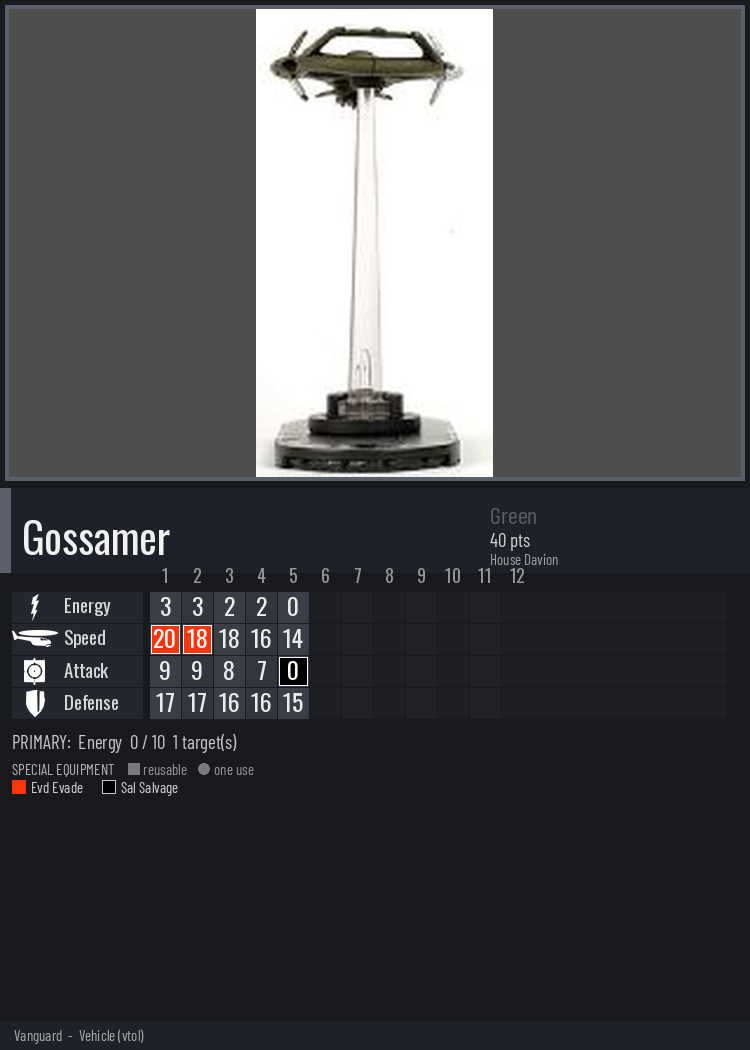 Gossamer
Green
40 pts
House Davion
1 2 3 4 5 6 7 8 9 10 11 12
Energy 3 3 2 2 0
Speed 20 18 18 16 14
Attack 9 9 8 7 0
Defense 17 17 16 16 15
PRIMARY: Energy 0 / 10 1 target(s)
SPECIAL EQUIPMENT reusable one use
Evd Evade Sal Salvage
Vanguard - Vehicle (vtol)